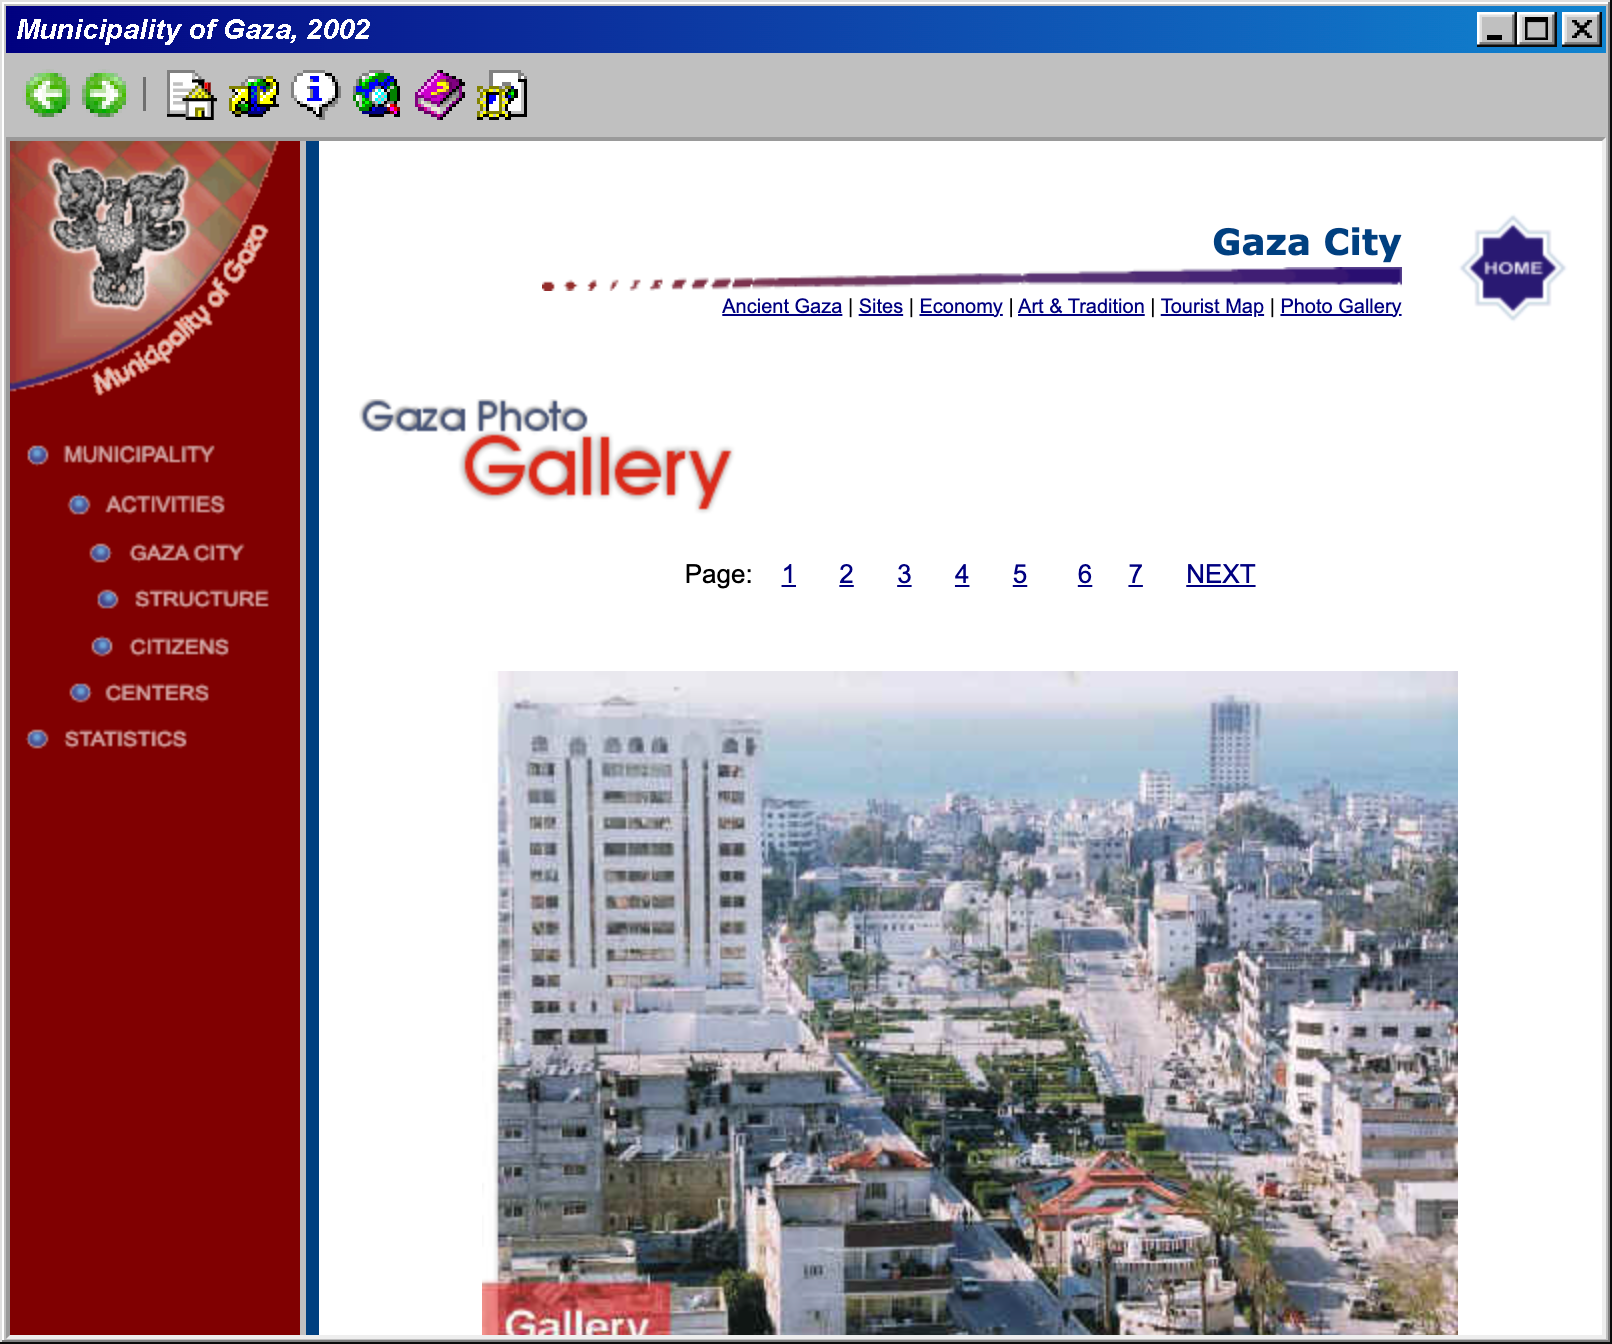 Municipality of Gaza, 2002
Municipality of Gaza
MUNICIPALITY
ACTIVITIES
GAZA CITY
STRUCTURE
CITIZENS
CENTERS
STATISTICS
Gaza City
HOME
Ancient Gaza | Sites | Economy | Art & Tradition | Tourist Map | Photo Gallery
Gaza Photo
Gallery
Page: 1 2 3 4 5 6 7 NEXT
Gallery